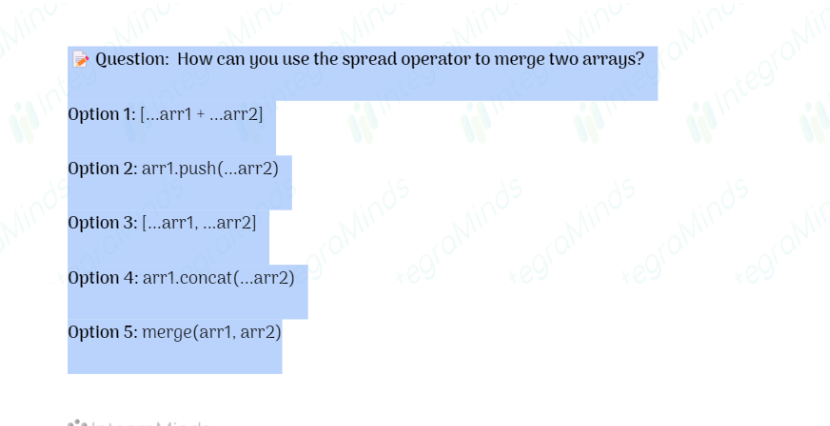 📝 Question: How can you use the spread operator to merge two arrays?
Option 1: [...arr1 + ...arr2]
Option 2: arr1.push(...arr2)
Option 3: [...arr1, ...arr2]
Option 4: arr1.concat(...arr2)
Option 5: merge(arr1, arr2)
IntegraMinds